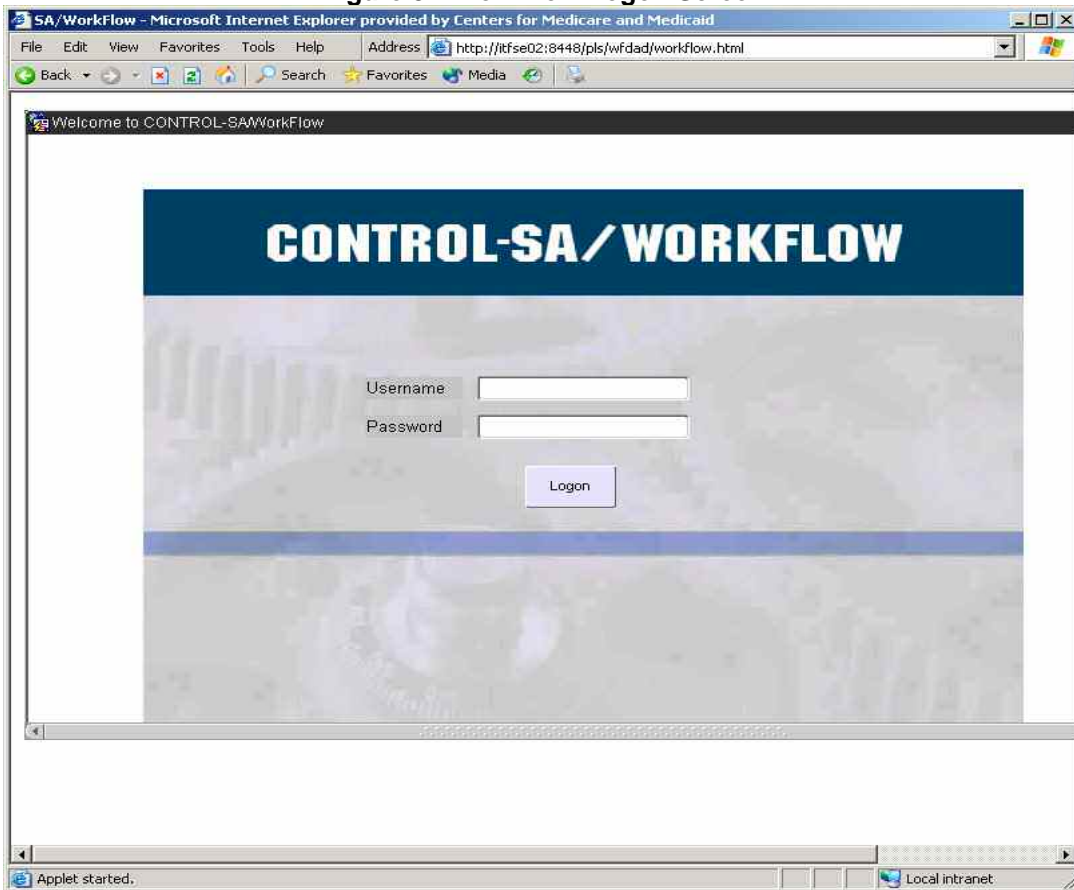 SA/WorkFlow - Microsoft Internet Explorer provided by Centers for Medicare and Medicaid
File Edit View Favorites Tools Help Address http://itfse02:8448/pls/wfdad/workflow.html
Back Search Favorites Media
Welcome to CONTROL-SA/WorkFlow
CONTROL-SA/WORKFLOW
Username
Password
Logon
Applet started. Local intranet